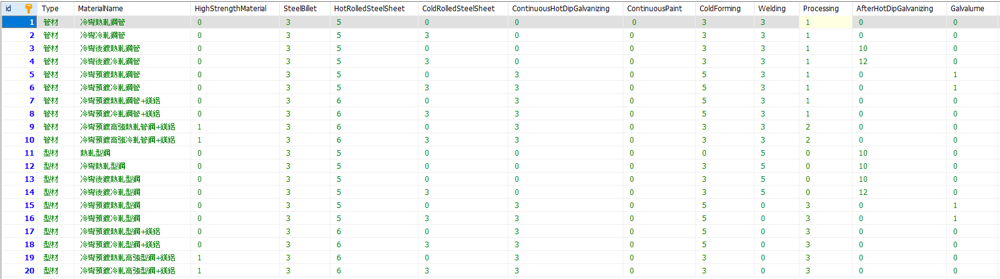 id Type MaterialName HighStrengthMaterial SteelBillet HotRolledSteelSheet ColdRolledSteelSheet ContinuousHotDipGalvanizing ContinuousPaint ColdForming Welding Processing AfterHotDipGalvanizing Galvalume
1 管材 冷彎熱軋鋼管 0 3 5 0 0 0 3 3 1 0 0
2 管材 冷彎冷軋鋼管 0 3 5 3 0 0 3 3 1 0 0
3 管材 冷彎後鍍熱軋鋼管 0 3 5 0 0 0 3 3 1 10 0
4 管材 冷彎後鍍冷軋鋼管 0 3 5 3 0 0 3 3 1 12 0
5 管材 冷彎預鍍熱軋鋼管 0 3 5 0 3 0 5 3 1 0 1
6 管材 冷彎預鍍冷軋鋼管 0 3 5 3 3 0 5 3 1 0 1
7 管材 冷彎預鍍熱軋鋼管+鎂鋁 0 3 6 0 3 0 5 3 1 0 0
8 管材 冷彎預鍍冷軋鋼管+鎂鋁 0 3 6 3 3 0 5 3 1 0 0
9 管材 冷彎預鍍高強熱軋管鋼+鎂鋁 1 3 6 0 3 0 3 3 2 0 0
10 管材 冷彎預鍍高強冷軋管鋼+鎂鋁 1 3 6 3 3 0 3 3 2 0 0
11 型材 熱軋型鋼 0 3 5 0 0 0 0 5 0 10 0
12 型材 冷彎熱軋型鋼 0 3 5 0 0 0 3 5 0 10 0
13 型材 冷彎後鍍熱軋型鋼 0 3 5 0 0 0 3 5 0 10 0
14 型材 冷彎後鍍冷軋型鋼 0 3 5 3 0 0 3 5 0 12 0
15 型材 冷彎預鍍熱軋型鋼 0 3 5 0 3 0 5 0 3 0 1
16 型材 冷彎預鍍冷軋型鋼 0 3 5 3 3 0 5 0 3 0 1
17 型材 冷彎預鍍熱軋型鋼+鎂鋁 0 3 6 0 3 0 5 0 3 0 0
18 型材 冷彎預鍍冷軋型鋼+鎂鋁 0 3 6 3 3 0 5 0 3 0 0
19 型材 冷彎預鍍熱軋高強型鋼+鎂鋁 1 3 6 0 3 0 3 0 3 0 0
20 型材 冷彎預鍍冷軋高強型鋼+鎂鋁 1 3 6 3 3 0 3 0 3 0 0